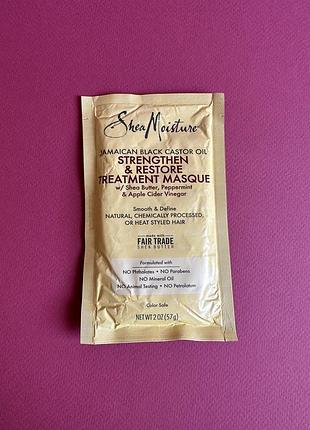 SheaMoisture
JAMAICAN BLACK CASTOR OIL
STRENGTHEN
& RESTORE
TREATMENT MASQUE
w/ Shea Butter, Peppermint
& Apple Cider Vinegar
Smooth & Define
NATURAL, CHEMICALLY PROCESSED,
OR HEAT STYLED HAIR
made with
FAIR TRADE
SHEA BUTTER
Formulated with
NO Phthalates • NO Parabens
NO Mineral Oil
NO Animal Testing • NO Petrolatum
Color Safe
NET WT 2 OZ (57g)